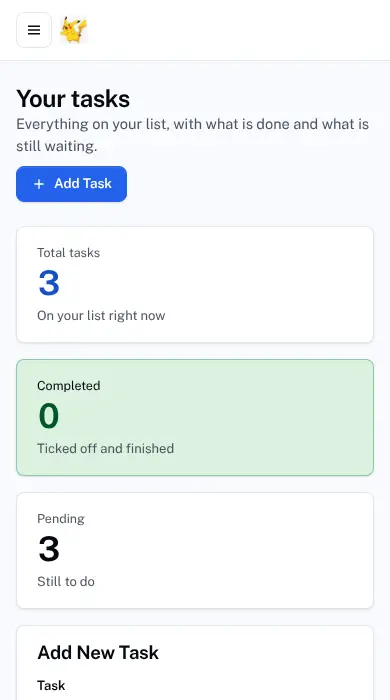 Your tasks
Everything on your list, with what is done and what is
still waiting.
+ Add Task
Total tasks
3
On your list right now
Completed
0
Ticked off and finished
Pending
3
Still to do
Add New Task
Task